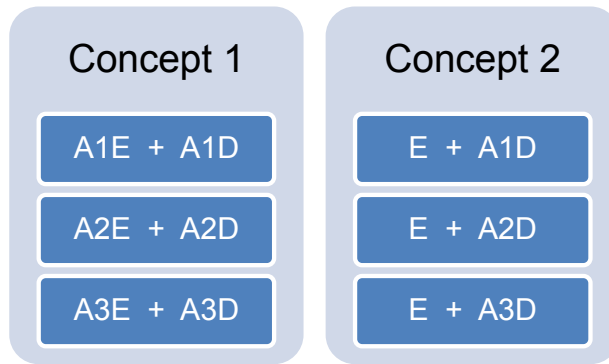 Concept 1
A1E + A1D
A2E + A2D
A3E + A3D
Concept 2
E + A1D
E + A2D
E + A3D